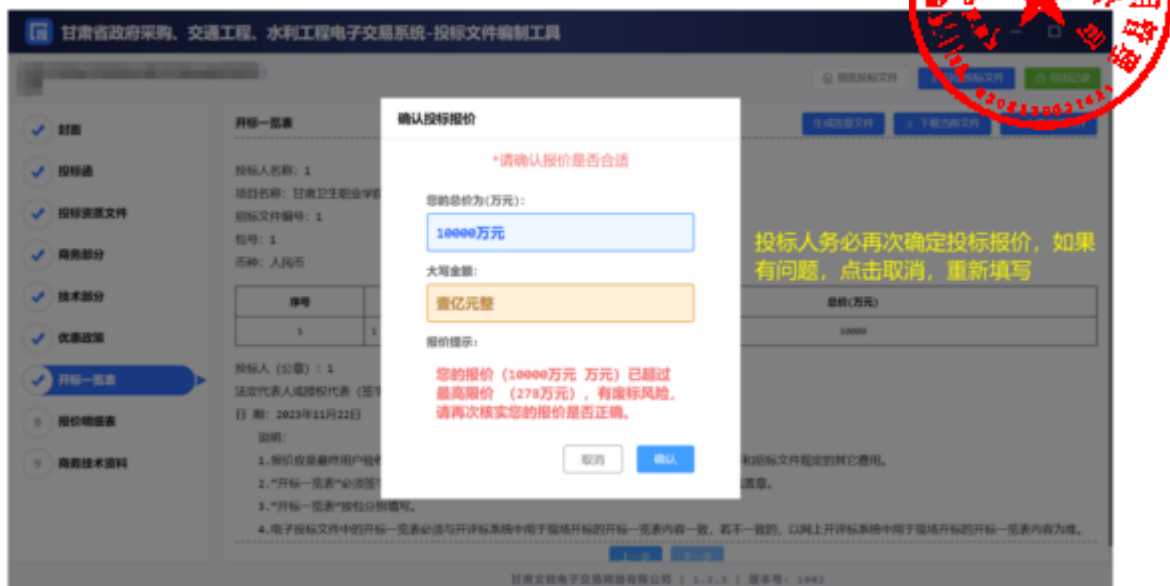 甘肃省政府采购、交通工程、水利工程电子交易系统-投标文件编制工具
预览投标文件
导出记录
封面
投标函
投标资质文件
商务部分
技术部分
优惠政策
开标一览表
8 报价明细表
9 商务技术资料
开标一览表
生成签章文件
下载当前文件
投标人名称：1
项目名称：甘肃卫生职业学院
招标文件编号：1
包号：1
币种：人民币
序号
总价(万元)
1
1
10000
投标人（公章）：1
法定代表人或授权代表（签字
日 期：2023年11月22日
说明：
1.报价应是最终用户验收
和招标文件规定的其它费用。
2."开标一览表"必须签
盖章。
3."开标一览表"按包分别填写。
4.电子投标文件中的开标一览表必须与开评标系统中用于现场开标的开标一览表内容一致，若不一致的，以网上开评标系统中用于现场开标的开标一览表内容为准。
上一步
下一步
甘肃文锐电子交易网络有限公司 | 1.2.3 | 版本号：1002
确认投标报价
*请确认报价是否合适
您的总价为(万元)：
10000万元
大写金额：
壹亿元整
报价提示：
您的报价（10000万元 万元）已超过
最高限价 （278万元），有废标风险，
请再次核实您的报价是否正确。
取消
确认
投标人务必再次确定投标报价，如果
有问题，点击取消，重新填写